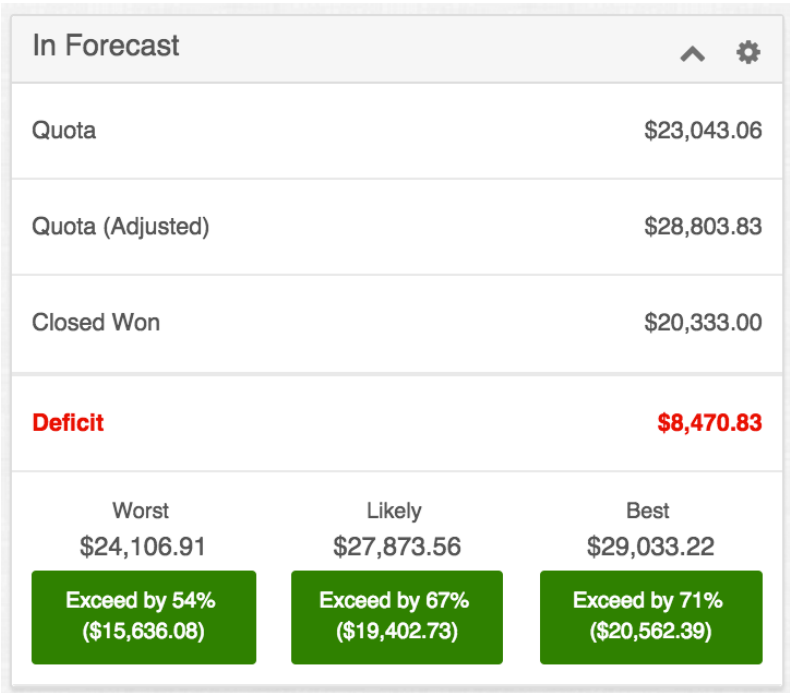 In Forecast
Quota $23,043.06
Quota (Adjusted) $28,803.83
Closed Won $20,333.00
Deficit $8,470.83
Worst Likely Best
$24,106.91 $27,873.56 $29,033.22
Exceed by 54% Exceed by 67% Exceed by 71%
($15,636.08) ($19,402.73) ($20,562.39)